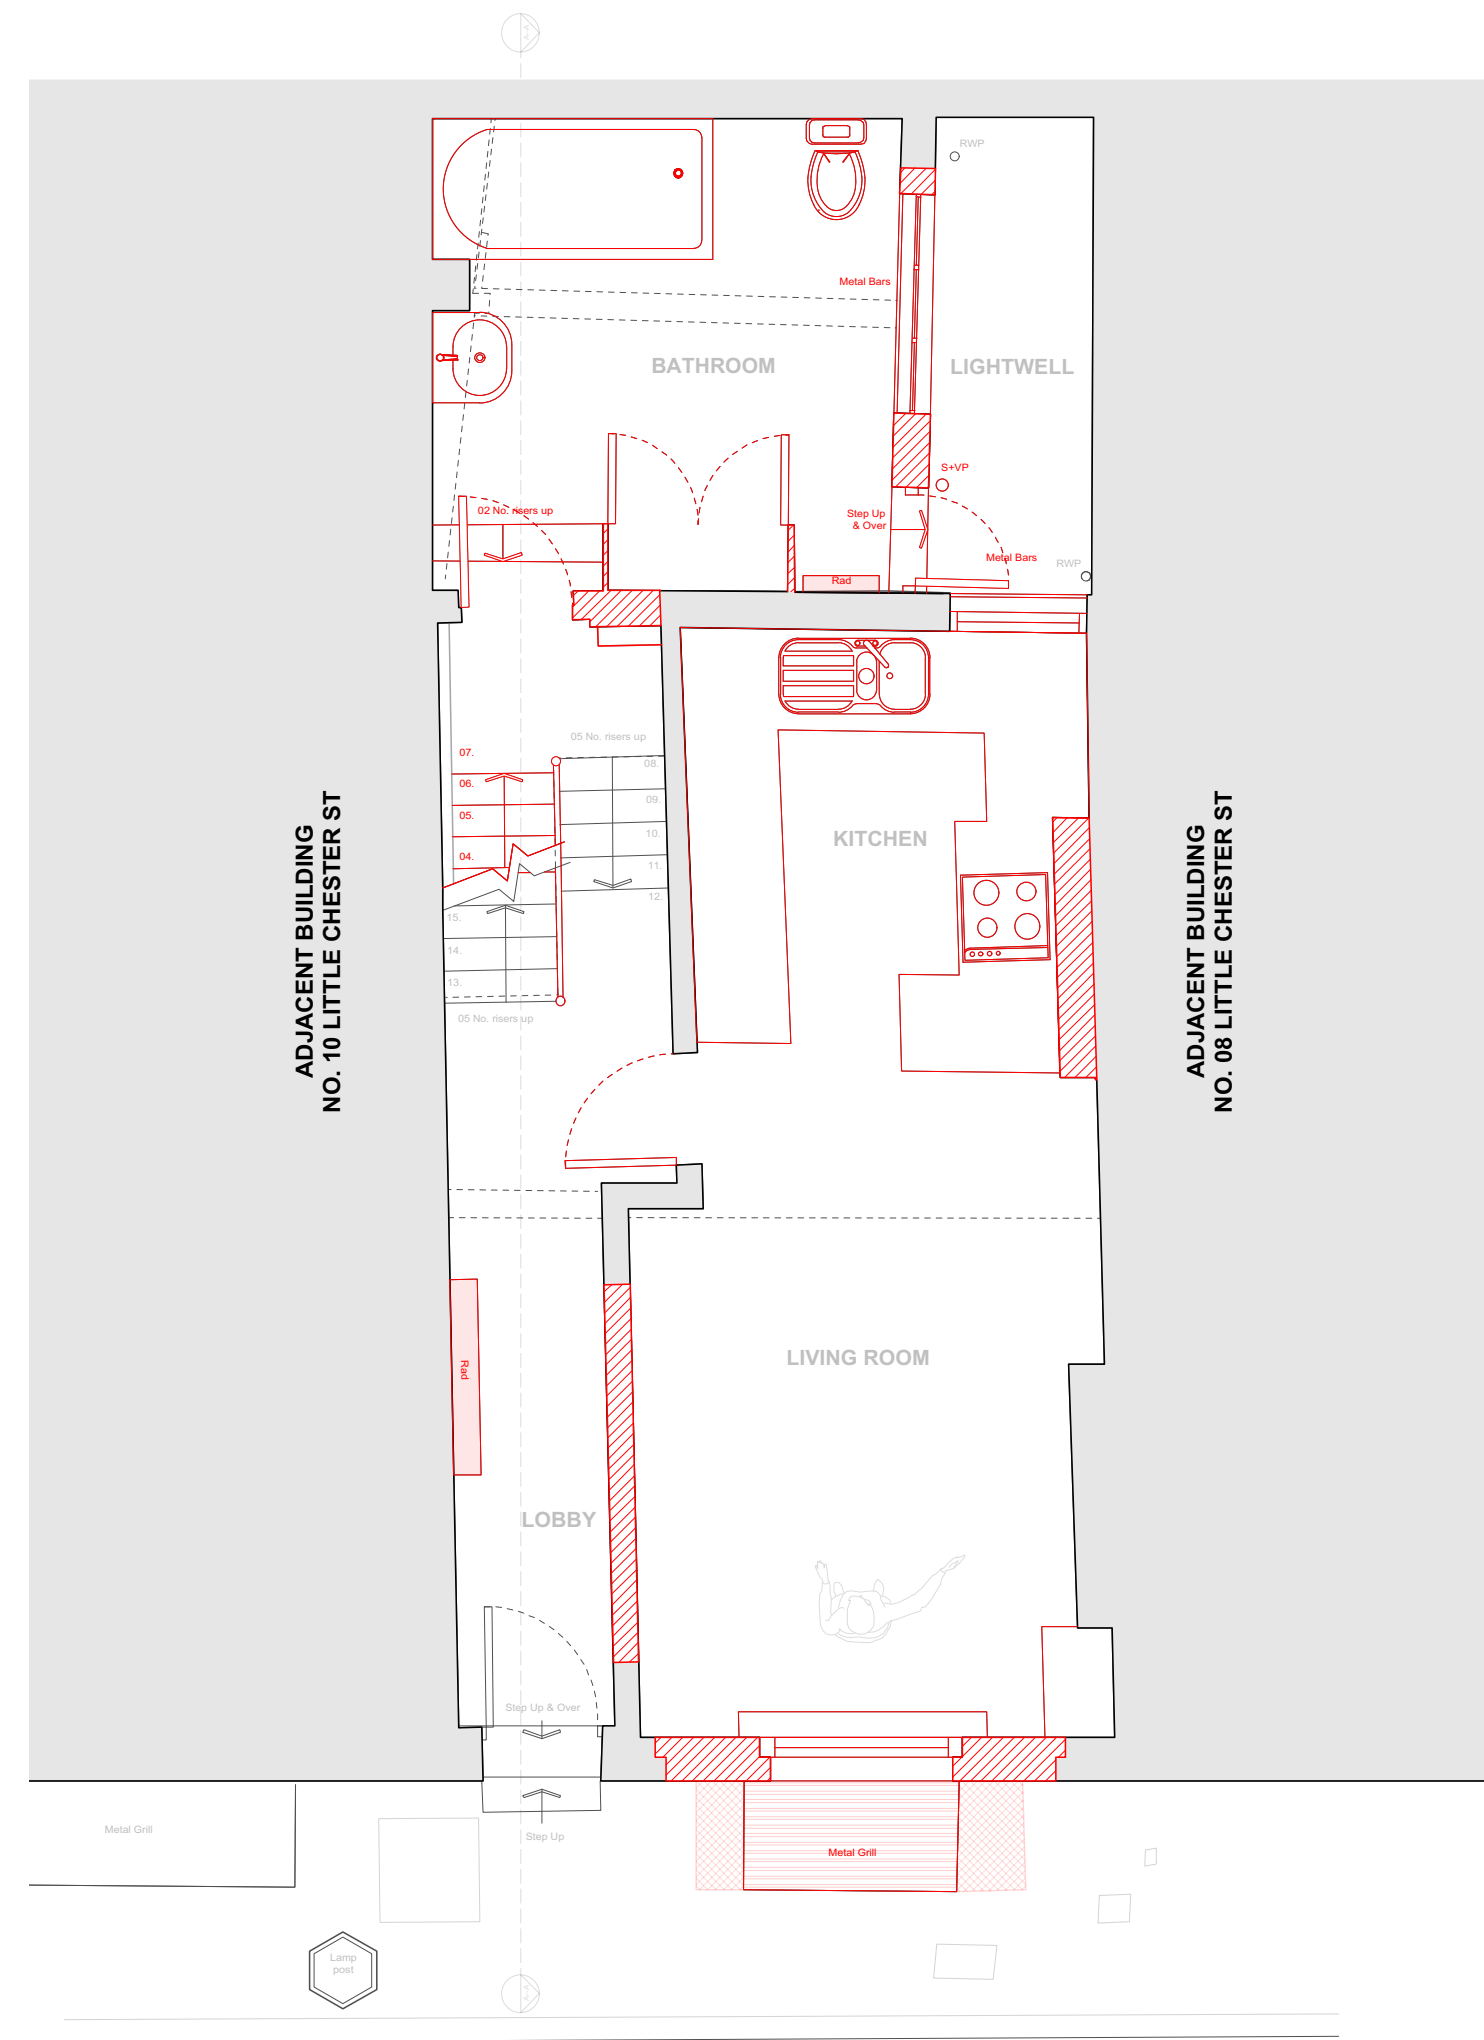 RWP
Metal Bars
BATHROOM
LIGHTWELL
S+VP
02 No. risers up
Step Up
& Over
Metal Bars
RWP
Rad
05 No. risers up
07.
08.
06.
09.
05.
10.
04.
11.
12.
15.
14.
13.
05 No. risers up
KITCHEN
ADJACENT BUILDING
NO. 10 LITTLE CHESTER ST
ADJACENT BUILDING
NO. 08 LITTLE CHESTER ST
LIVING ROOM
Rad
LOBBY
Step Up & Over
Metal Grill
Step Up
Metal Grill
Lamp
post